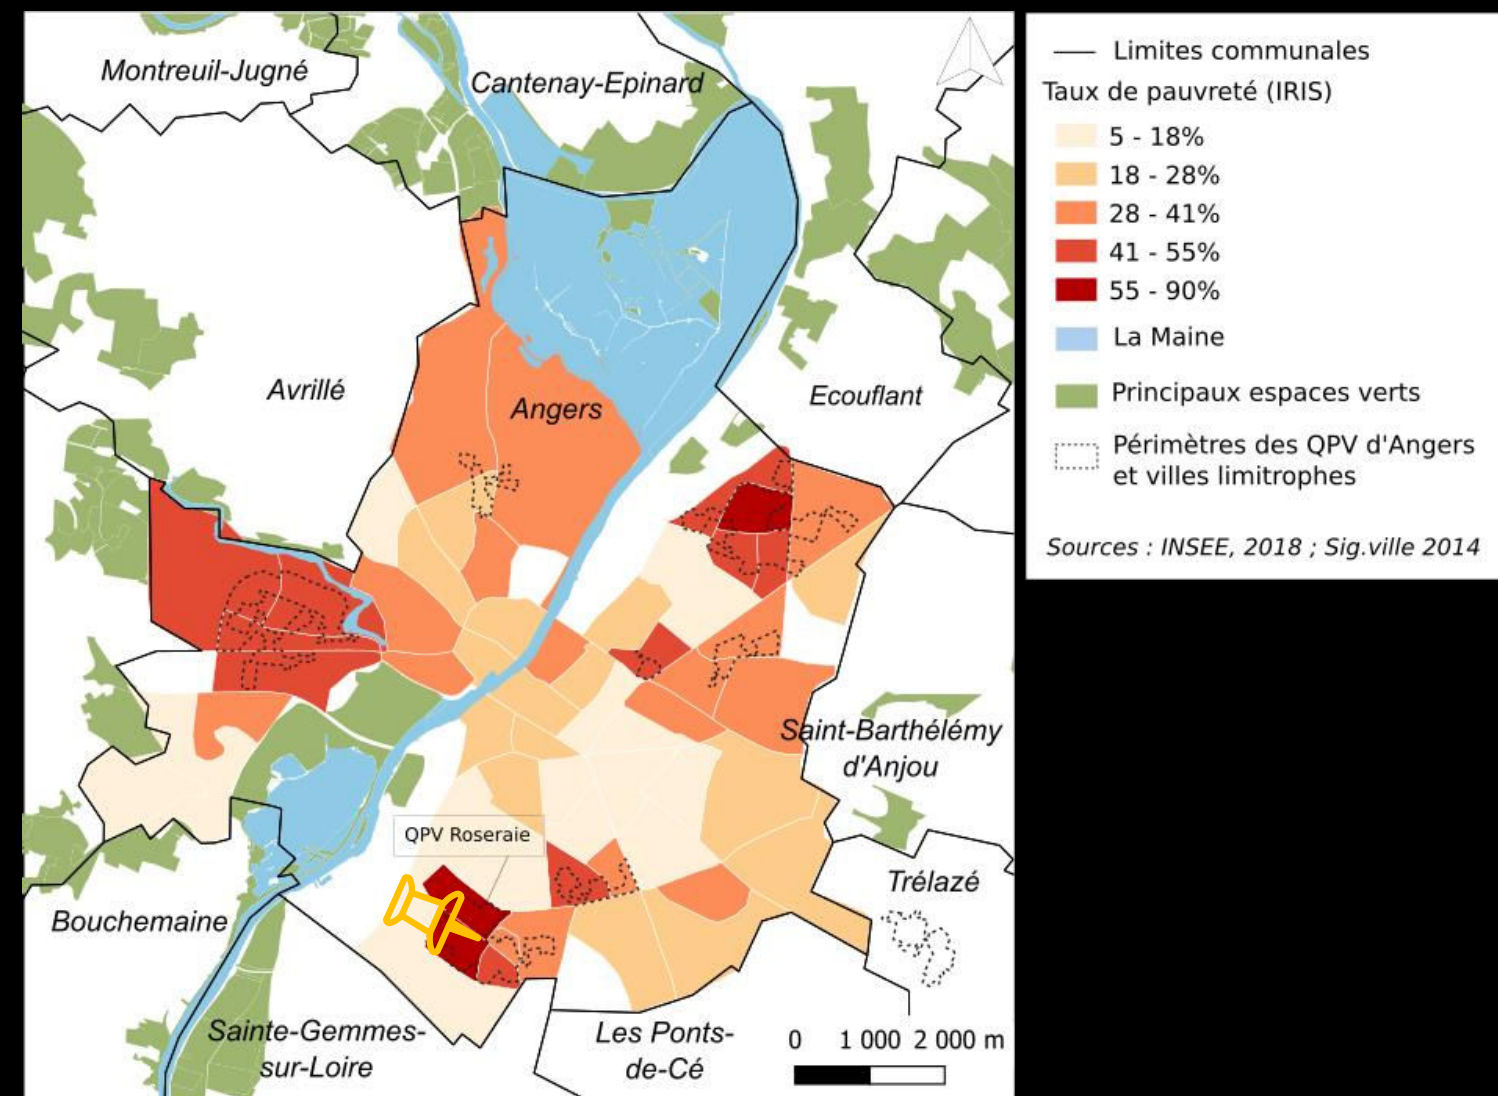 Montreuil-Jugné
Cantenay-Epinard
Avrillé
Angers
Ecouflant
Saint-Barthélémy
d'Anjou
QPV Roseraie
Trélazé
Bouchemaine
Sainte-Gemmes-
sur-Loire
Les Ponts-
de-Cé
0 1 000 2 000 m
Limites communales
Taux de pauvreté (IRIS)
5 - 18%
18 - 28%
28 - 41%
41 - 55%
55 - 90%
La Maine
Principaux espaces verts
Périmètres des QPV d'Angers
et villes limitrophes
Sources : INSEE, 2018 ; Sig.ville 2014